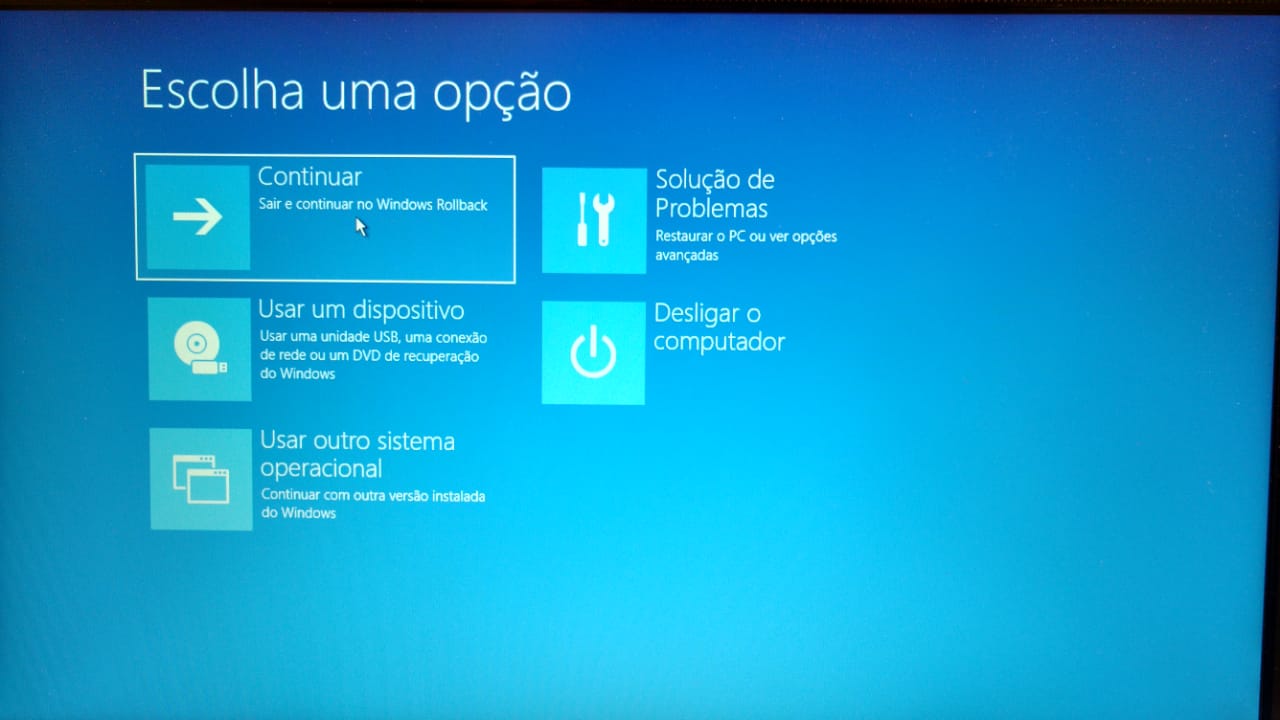 Escolha uma opção
Continuar
Sair e continuar no Windows Rollback
Usar um dispositivo
Usar uma unidade USB, uma conexão
de rede ou um DVD de recuperação
do Windows
Usar outro sistema
operacional
Continuar com outra versão instalada
do Windows
Solução de
Problemas
Restaurar o PC ou ver opções
avançadas
Desligar o
computador